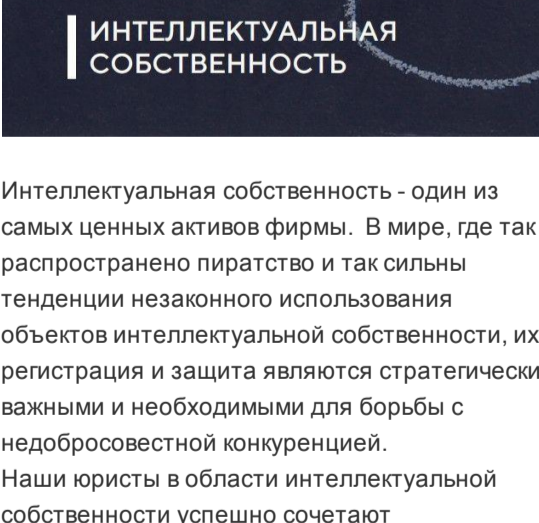 ИНТЕЛЛЕКТУАЛЬНАЯ
СОБСТВЕННОСТЬ
Интеллектуальная собственность - один из
самых ценных активов фирмы.  В мире, где так
распространено пиратство и так сильны
тенденции незаконного использования
объектов интеллектуальной собственности, их
регистрация и защита являются стратегически
важными и необходимыми для борьбы с
недобросовестной конкуренцией.
Наши юристы в области интеллектуальной
собственности успешно сочетают